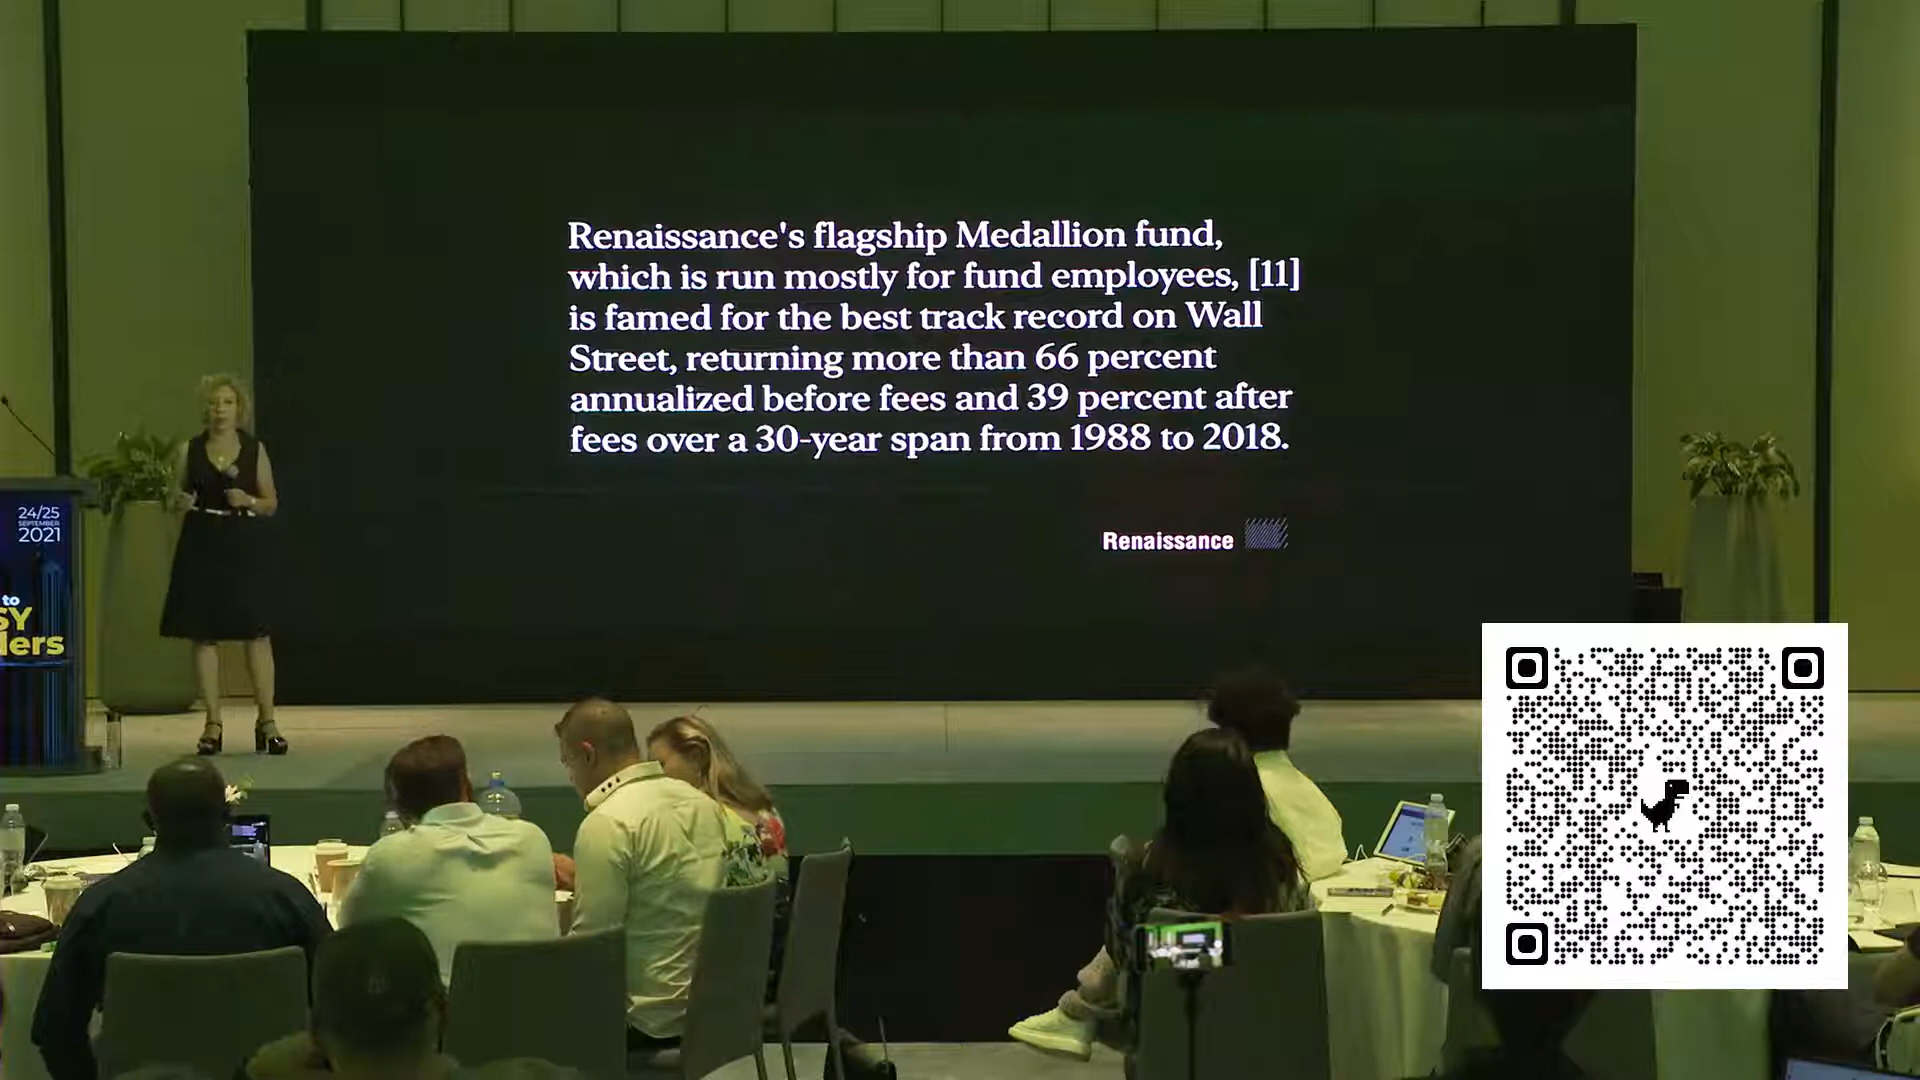 Renaissance's flagship Medallion fund,
which is run mostly for fund employees, [11]
is famed for the best track record on Wall
Street, returning more than 66 percent
annualized before fees and 39 percent after
fees over a 30-year span from 1988 to 2018.
Renaissance
24/25
SEPTEMBER
2021
to
SY
ders